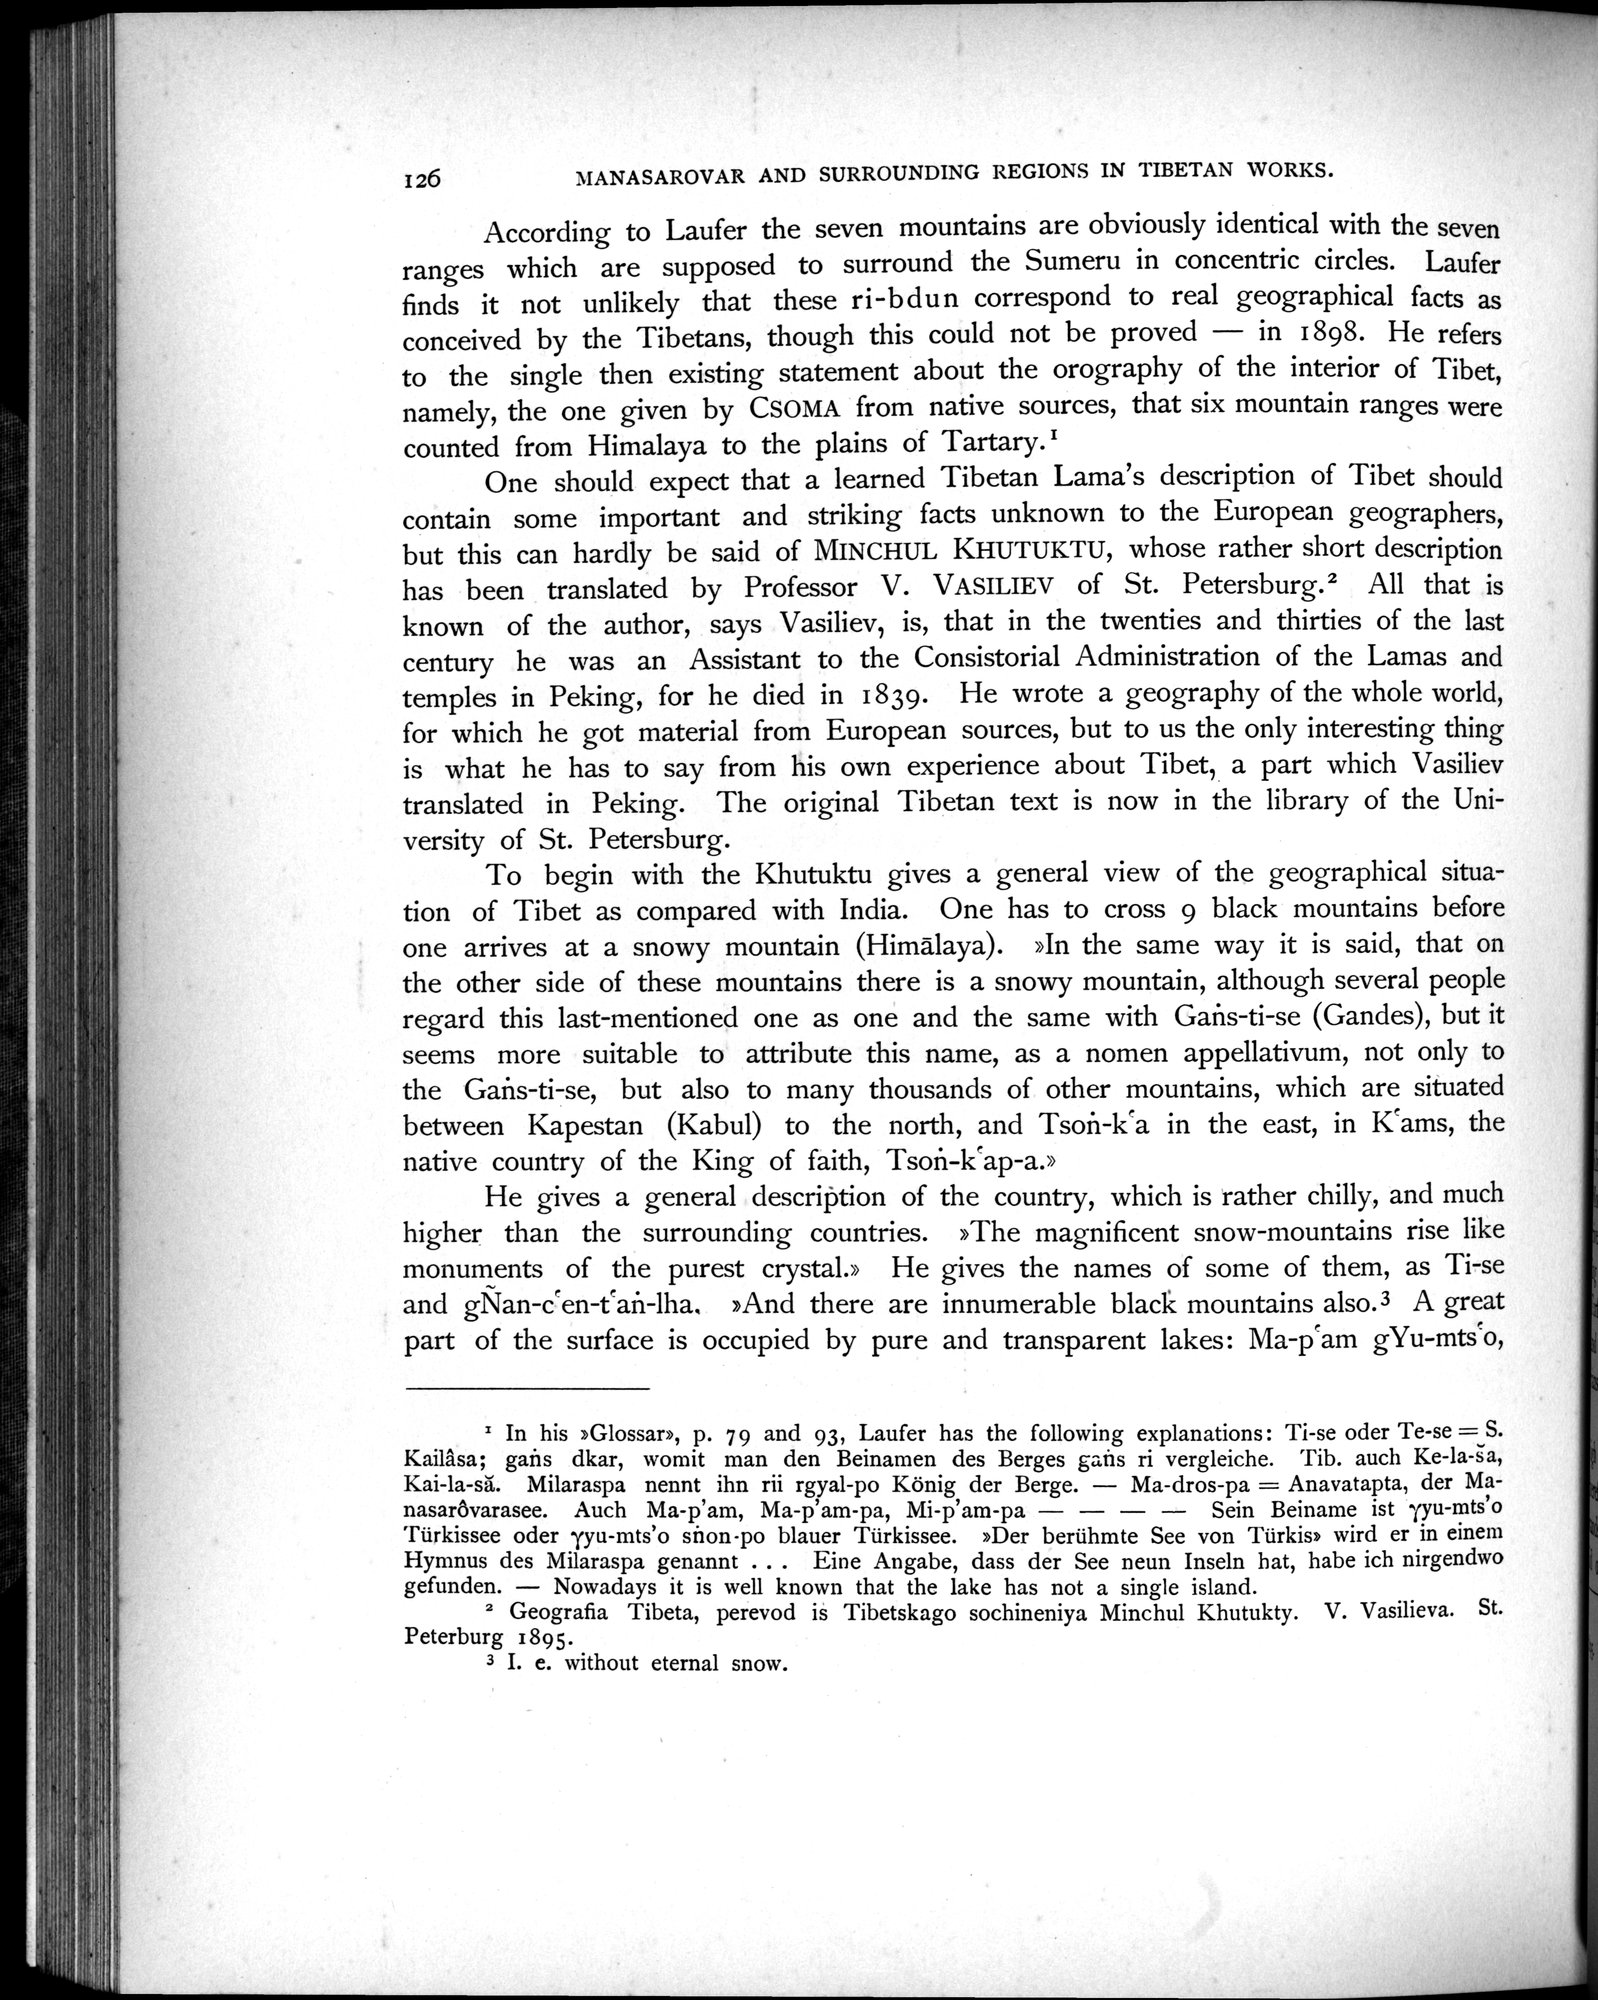 126 MANASAROVAR AND SURROUNDING REGIONS IN TIBETAN WORKS.
According to Laufer the seven mountains are obviously identical with the seven
ranges which are supposed to surround the Sumeru in concentric circles. Laufer
finds it not unlikely that these ri-bdun correspond to real geographical facts as
conceived by the Tibetans, though this could not be proved — in 1898. He refers
to the single then existing statement about the orography of the interior of Tibet,
namely, the one given by CSOMA from native sources, that six mountain ranges were
counted from Himalaya to the plains of Tartary.¹
One should expect that a learned Tibetan Lama's description of Tibet should
contain some important and striking facts unknown to the European geographers,
but this can hardly be said of MINCHUL KHUTUKTU, whose rather short description
has been translated by Professor V. VASILIEV of St. Petersburg.² All that is
known of the author, says Vasiliev, is, that in the twenties and thirties of the last
century he was an Assistant to the Consistorial Administration of the Lamas and
temples in Peking, for he died in 1839. He wrote a geography of the whole world,
for which he got material from European sources, but to us the only interesting thing
is what he has to say from his own experience about Tibet, a part which Vasiliev
translated in Peking. The original Tibetan text is now in the library of the Uni-
versity of St. Petersburg.
To begin with the Khutuktu gives a general view of the geographical situa-
tion of Tibet as compared with India. One has to cross 9 black mountains before
one arrives at a snowy mountain (Himālaya). »In the same way it is said, that on
the other side of these mountains there is a snowy mountain, although several people
regard this last-mentioned one as one and the same with Gaṅs-ti-se (Gandes), but it
seems more suitable to attribute this name, as a nomen appellativum, not only to
the Gaṅs-ti-se, but also to many thousands of other mountains, which are situated
between Kapestan (Kabul) to the north, and Tsoṅ-kʿa in the east, in Kʿams, the
native country of the King of faith, Tsoṅ-kʿap-a.»
He gives a general description of the country, which is rather chilly, and much
higher than the surrounding countries. »The magnificent snow-mountains rise like
monuments of the purest crystal.» He gives the names of some of them, as Ti-se
and gÑan-cʿen-tʿaṅ-lha. »And there are innumerable black mountains also.³ A great
part of the surface is occupied by pure and transparent lakes: Ma-pʿam gYu-mtsʿo,
¹ In his »Glossar», p. 79 and 93, Laufer has the following explanations: Ti-se oder Te-se = S.
Kailâsa; gaṅs dkar, womit man den Beinamen des Berges gaṅs ri vergleiche. Tib. auch Ke-la-s̆a,
Kai-la-să. Milaraspa nennt ihn rii rgyal-po König der Berge. — Ma-dros-pa = Anavatapta, der Ma-
nasarôvarasee. Auch Ma-p'am, Ma-p'am-pa, Mi-p'am-pa — — — — Sein Beiname ist γyu-mts'o
Türkissee oder γyu-mts'o sṅon-po blauer Türkissee. »Der berühmte See von Türkis» wird er in einem
Hymnus des Milaraspa genannt . . . Eine Angabe, dass der See neun Inseln hat, habe ich nirgendwo
gefunden. — Nowadays it is well known that the lake has not a single island.
² Geografia Tibeta, perevod is Tibetskago sochineniya Minchul Khutukty. V. Vasilieva. St.
Peterburg 1895.
³ I. e. without eternal snow.